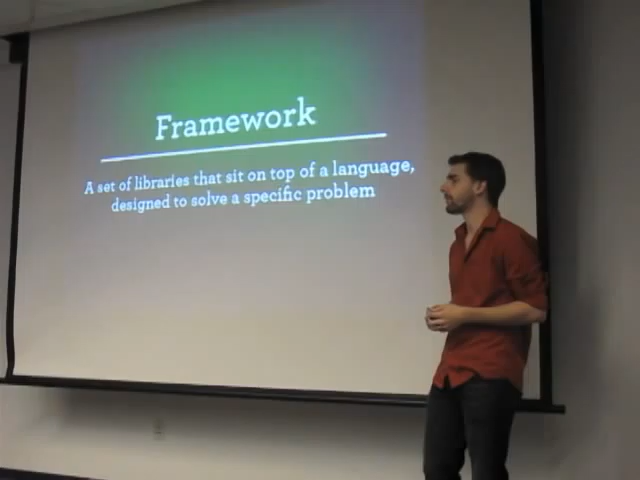 Framework
A set of libraries that sit on top of a language,
designed to solve a specific problem